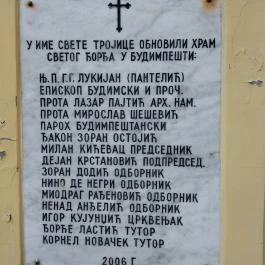 У ИМЕ СВЕТЕ ТРОЈИЦЕ ОБНОВИЛИ ХРАМ
СВЕТОГ ЂОРЂА У БУДИМПЕШТИ:
Њ.П.Г.Г. ЛУКИЈАН (ПАНТЕЛИЋ)
ЕПИСКОП БУДИМСКИ И ПРОЧ.
ПРОТА ЛАЗАР ПАЈТИЋ АРХ. НАМ.
ПРОТА МИРОСЛАВ ШЕШЕВИЋ
ПАРОХ БУДИМПЕШТАНСКИ
ЂАКОН ЗОРАН ОСТОЈИЋ
МИЛАН КИЋЕВАЦ ПРЕДСЕДНИК
ДЕЈАН КРСТАНОВИЋ ПОДПРЕДСЕД.
ЗОРАН ДОДИЋ ОДБОРНИК
НИНО ДЕ НЕГРИ ОДБОРНИК
МИОДРАГ РАЂЕНОВИЋ ОДБОРНИК
НЕНАД АНЂЕЛИЋ ОДБОРНИК
ИГОР КУЈУНЏИЋ ЦРКВЕЊАК
ЂОРЂЕ ЛАСТИЋ ТУТОР
КОРНЕЛ НОВАЧЕК ТУТОР
2006 Г